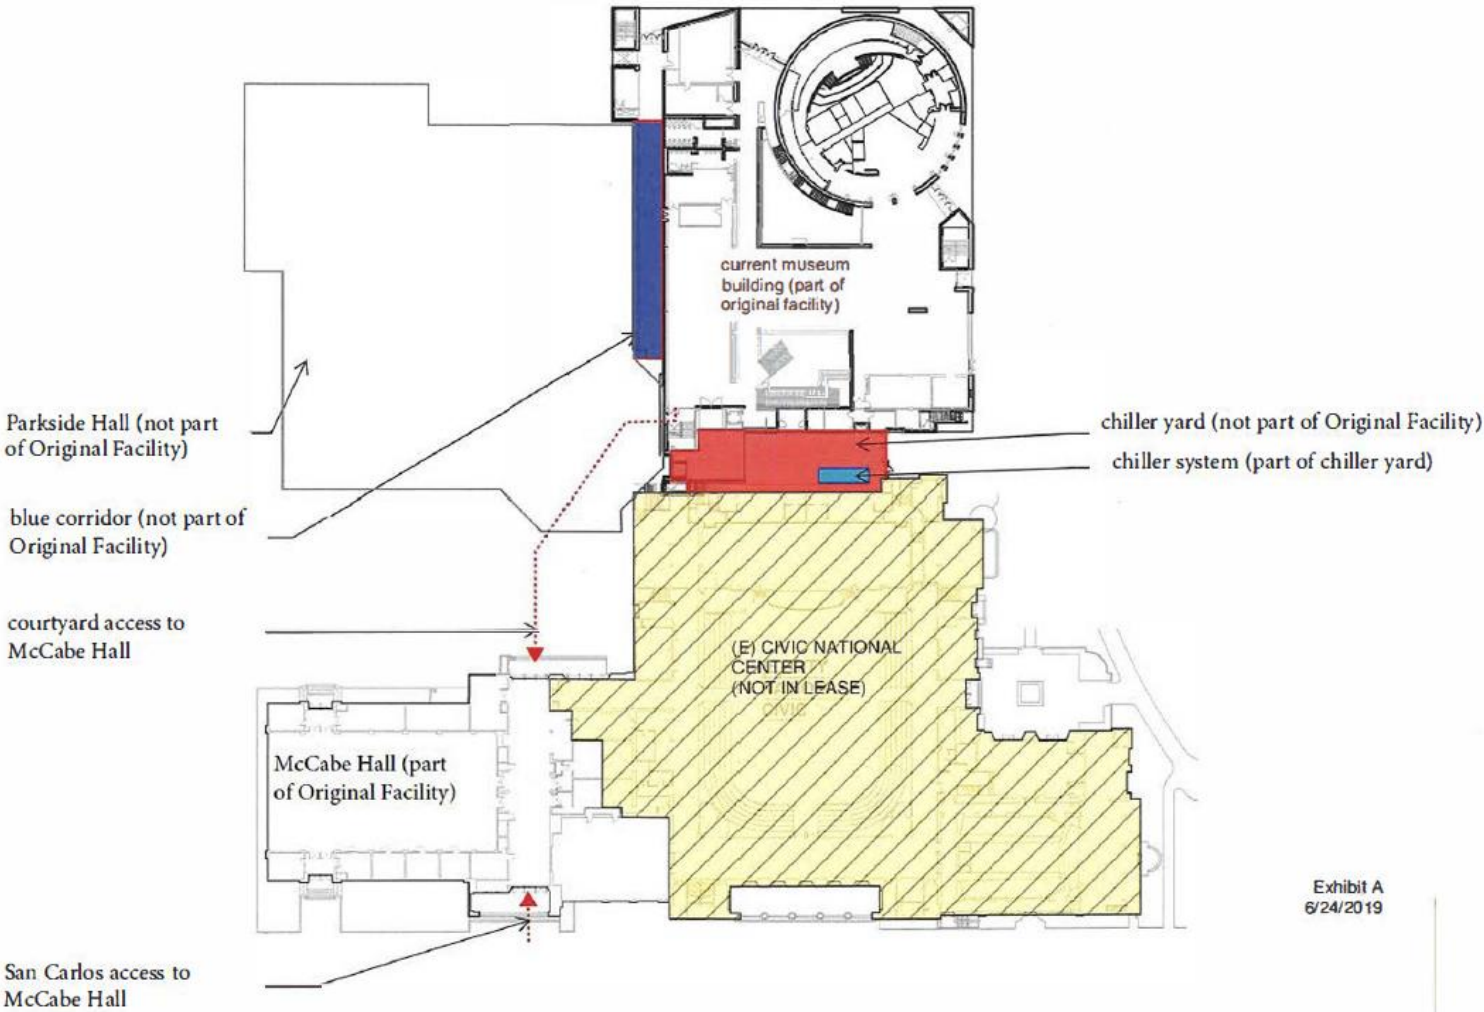 current museum
building (part of
original facility)
Parkside Hall (not part
of Original Facility)
chiller yard (not part of Original Facility)
chiller system (part of chiller yard)
blue corridor (not part of
Original Facility)
courtyard access to
McCabe Hall
(E) CIVIC NATIONAL
CENTER
(NOT IN LEASE)
CIVIC
McCabe Hall (part
of Original Facility)
Exhibit A
6/24/2019
San Carlos access to
McCabe Hall